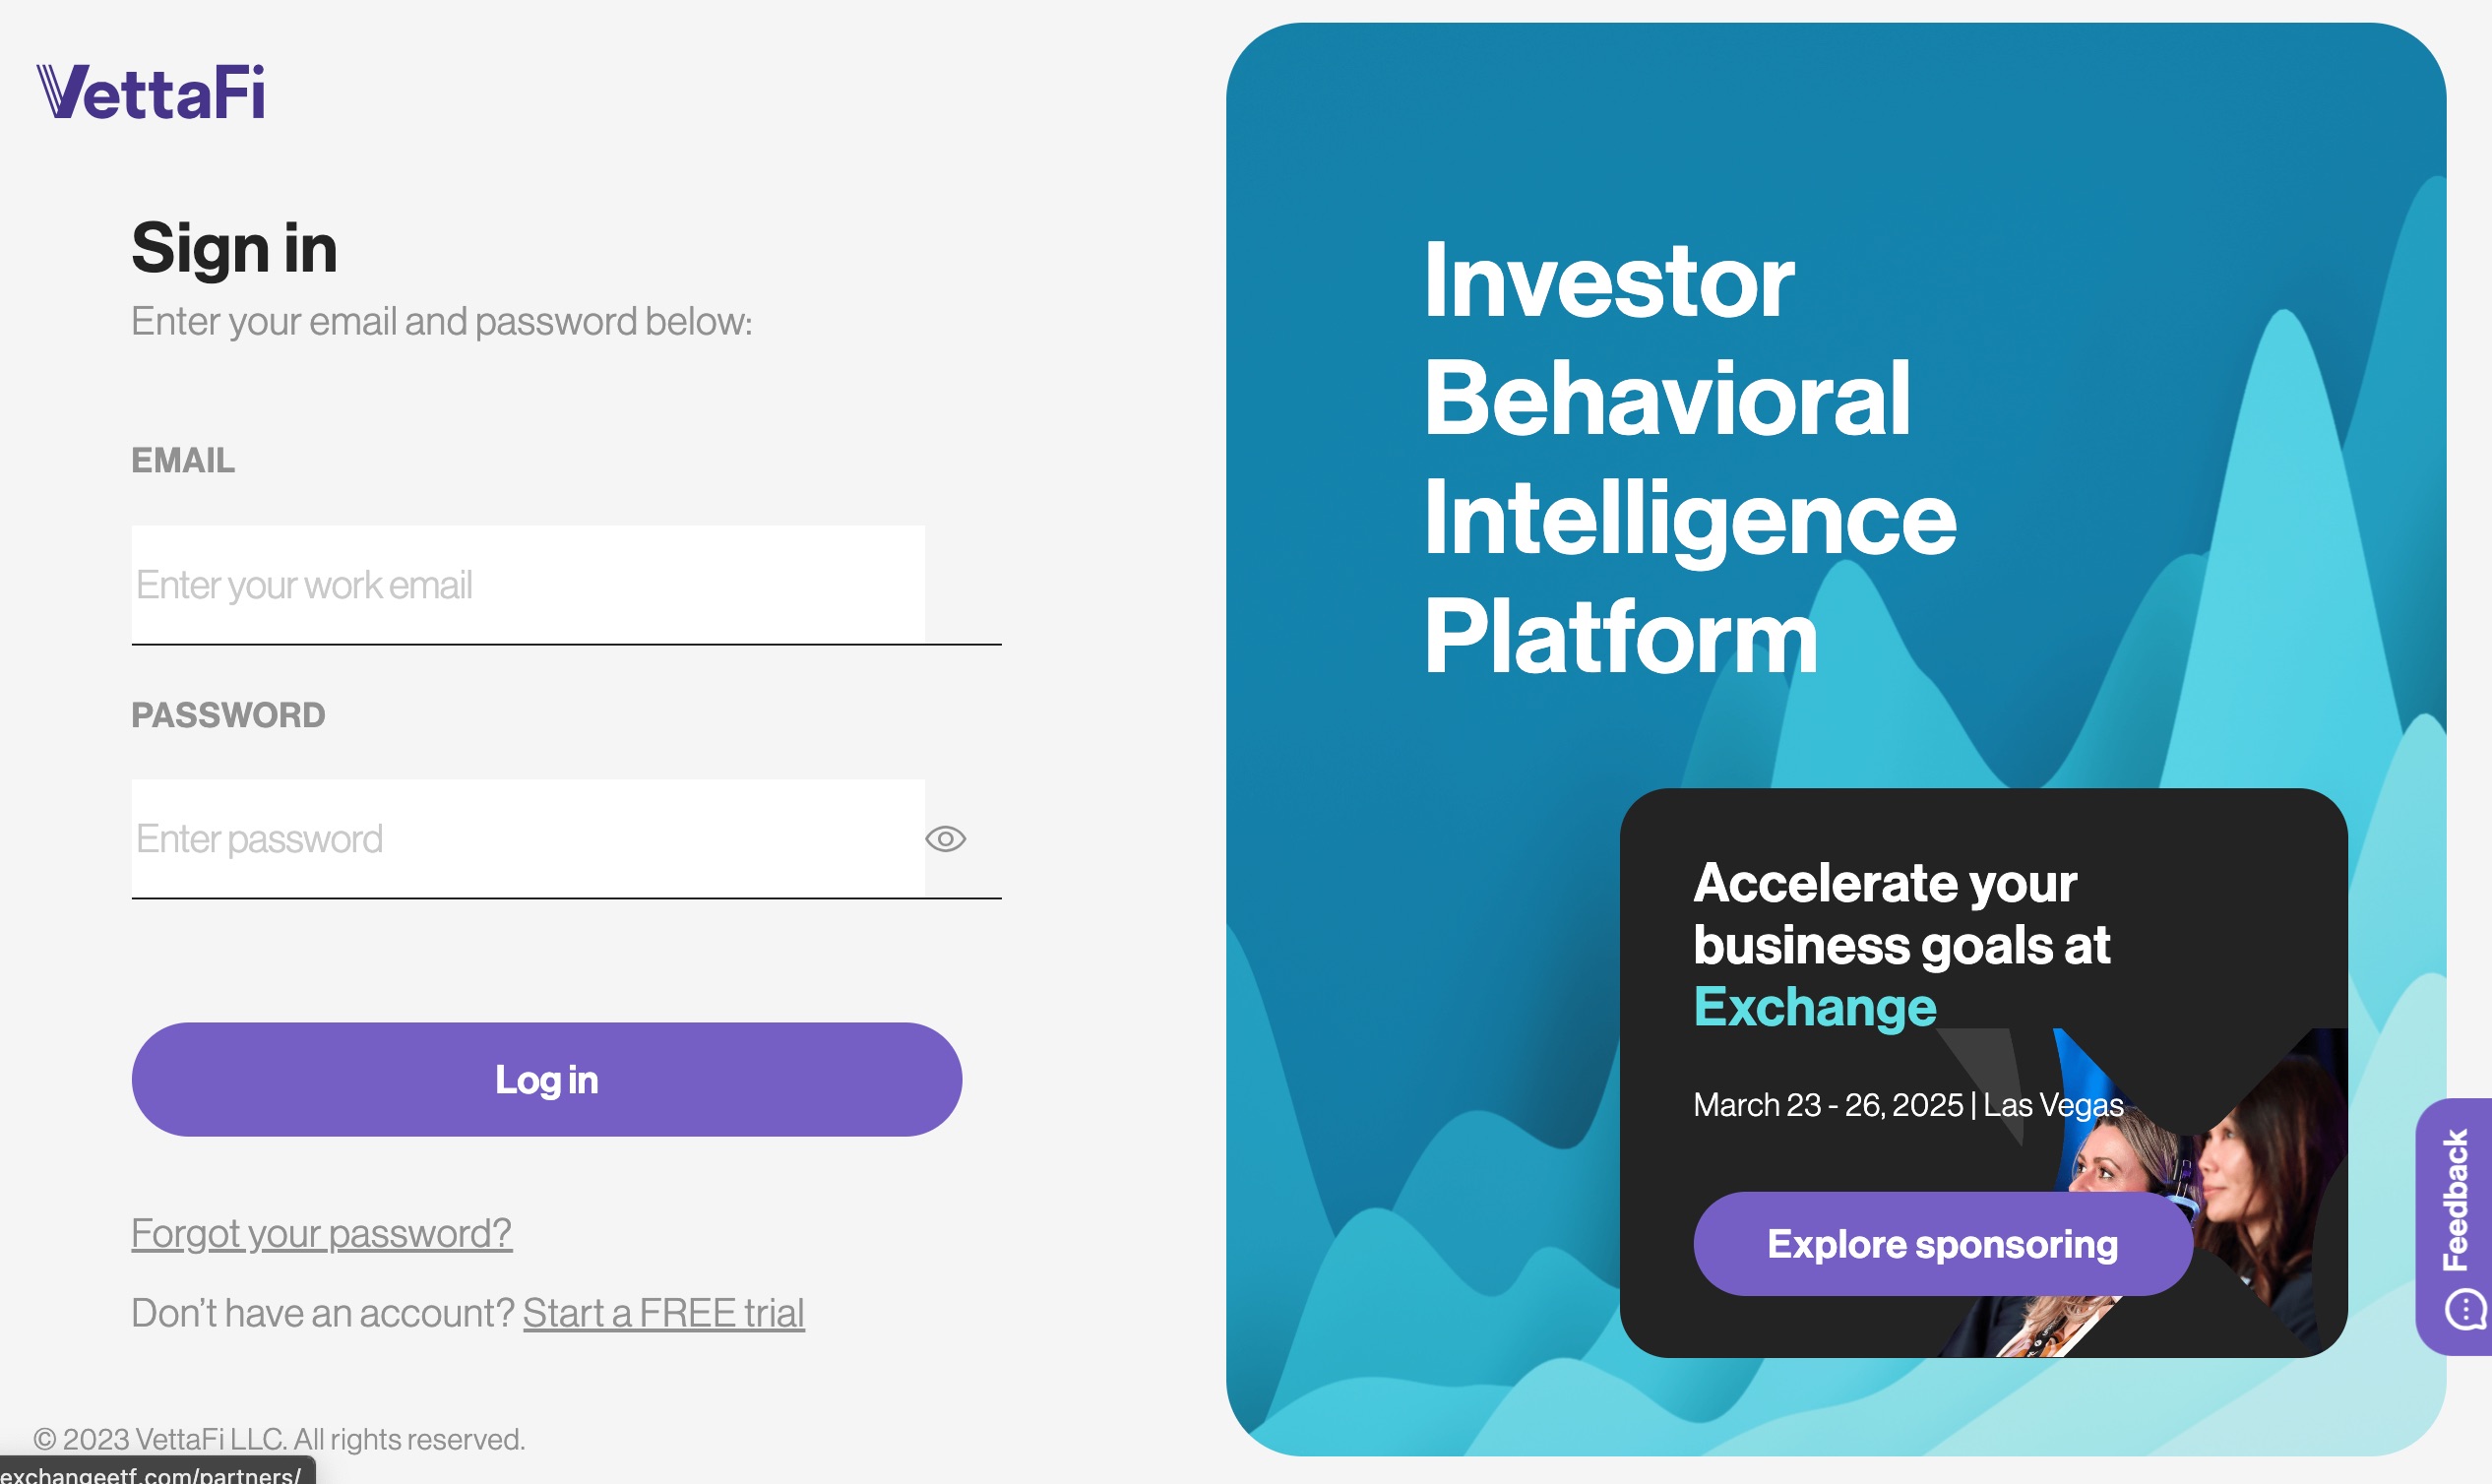 VettaFi
Sign in
Enter your email and password below:
EMAIL
Enter your work email
PASSWORD
Enter password
Log in
Forgot your password?
Don't have an account? Start a FREE trial
© 2023 VettaFi LLC. All rights reserved.
exchangeetf.com/partners/
Investor
Behavioral
Intelligence
Platform
Accelerate your
business goals at
Exchange
March 23 - 26, 2025 | Las Vegas
Explore sponsoring
Feedback